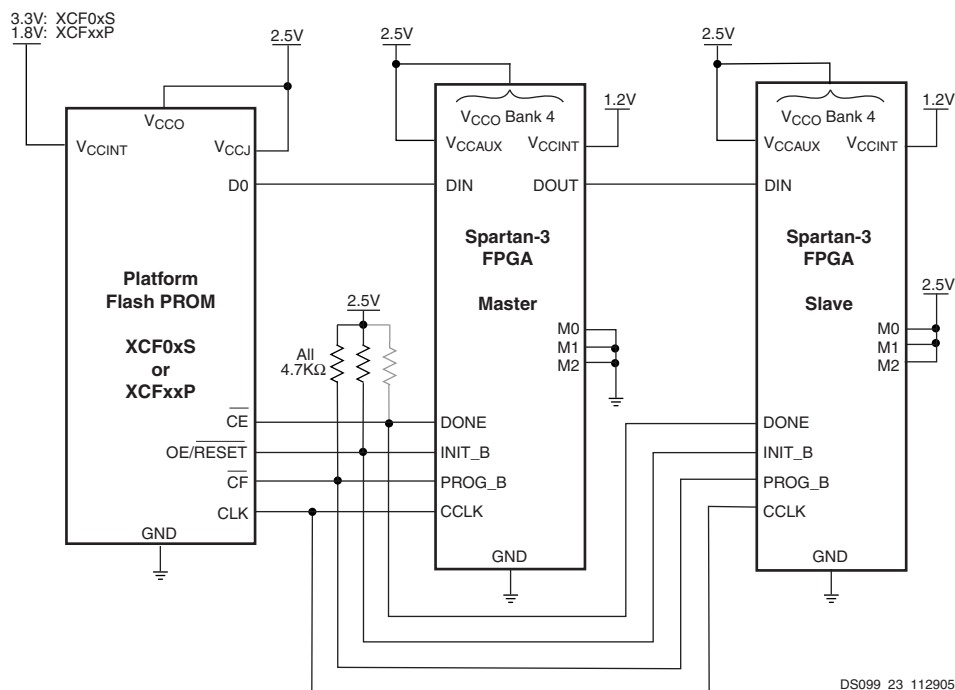 3.3V: XCF0xS
1.8V: XCFxxP
2.5V
2.5V
2.5V
VCCO
VCCINT
VCCJ
D0
Platform
Flash PROM
XCF0xS
or
XCFxxP
CE
OE/RESET
CF
CLK
GND
All
4.7KΩ
2.5V
VCCO Bank 4
VCCAUX
VCCINT
1.2V
DIN
DOUT
Spartan-3
FPGA
Master
M0
M1
M2
DONE
INIT_B
PROG_B
CCLK
GND
VCCO Bank 4
VCCAUX
VCCINT
1.2V
DIN
Spartan-3
FPGA
Slave
2.5V
M0
M1
M2
DONE
INIT_B
PROG_B
CCLK
GND
DS099_23_112905